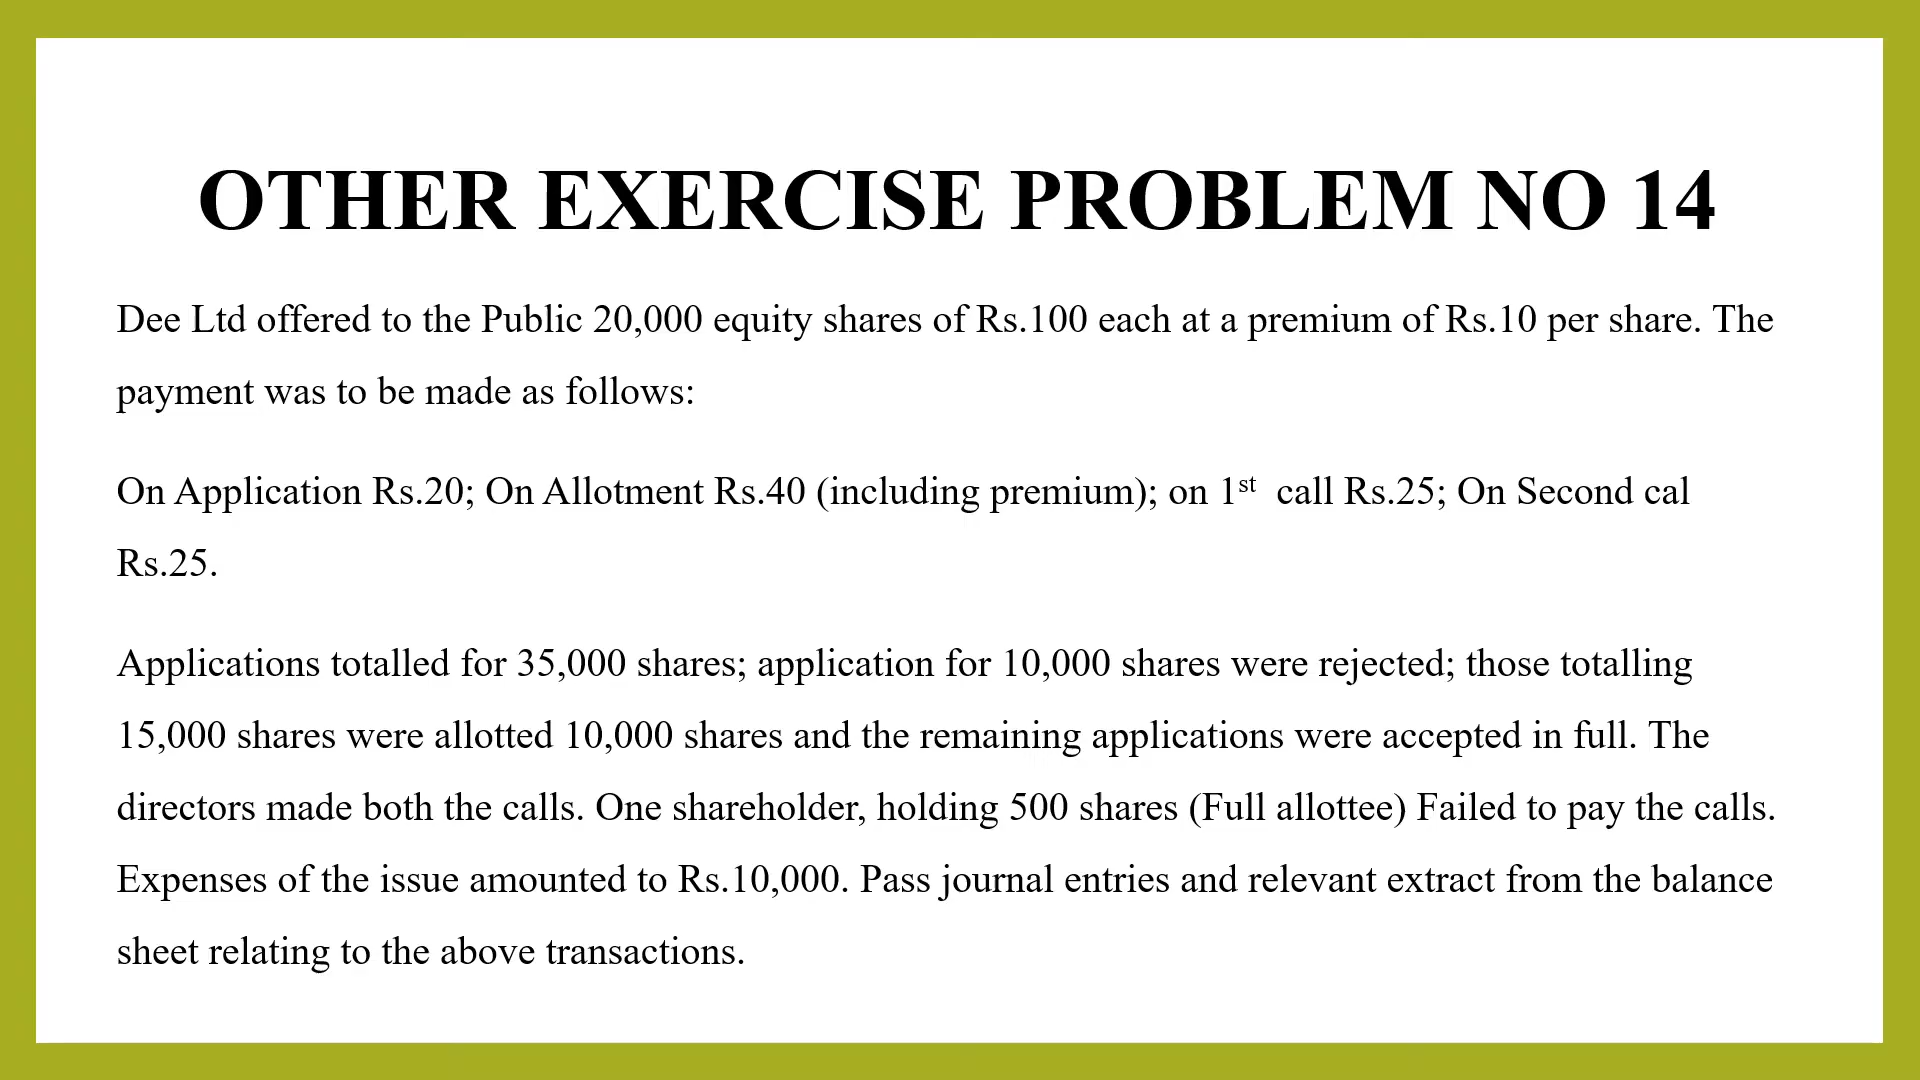 OTHER EXERCISE PROBLEM NO 14
Dee Ltd offered to the Public 20,000 equity shares of Rs.100 each at a premium of Rs.10 per share. The
payment was to be made as follows:
On Application Rs.20; On Allotment Rs.40 (including premium); on 1st call Rs.25; On Second cal
Rs.25.
Applications totalled for 35,000 shares; application for 10,000 shares were rejected; those totalling
15,000 shares were allotted 10,000 shares and the remaining applications were accepted in full. The
directors made both the calls. One shareholder, holding 500 shares (Full allottee) Failed to pay the calls.
Expenses of the issue amounted to Rs.10,000. Pass journal entries and relevant extract from the balance
sheet relating to the above transactions.